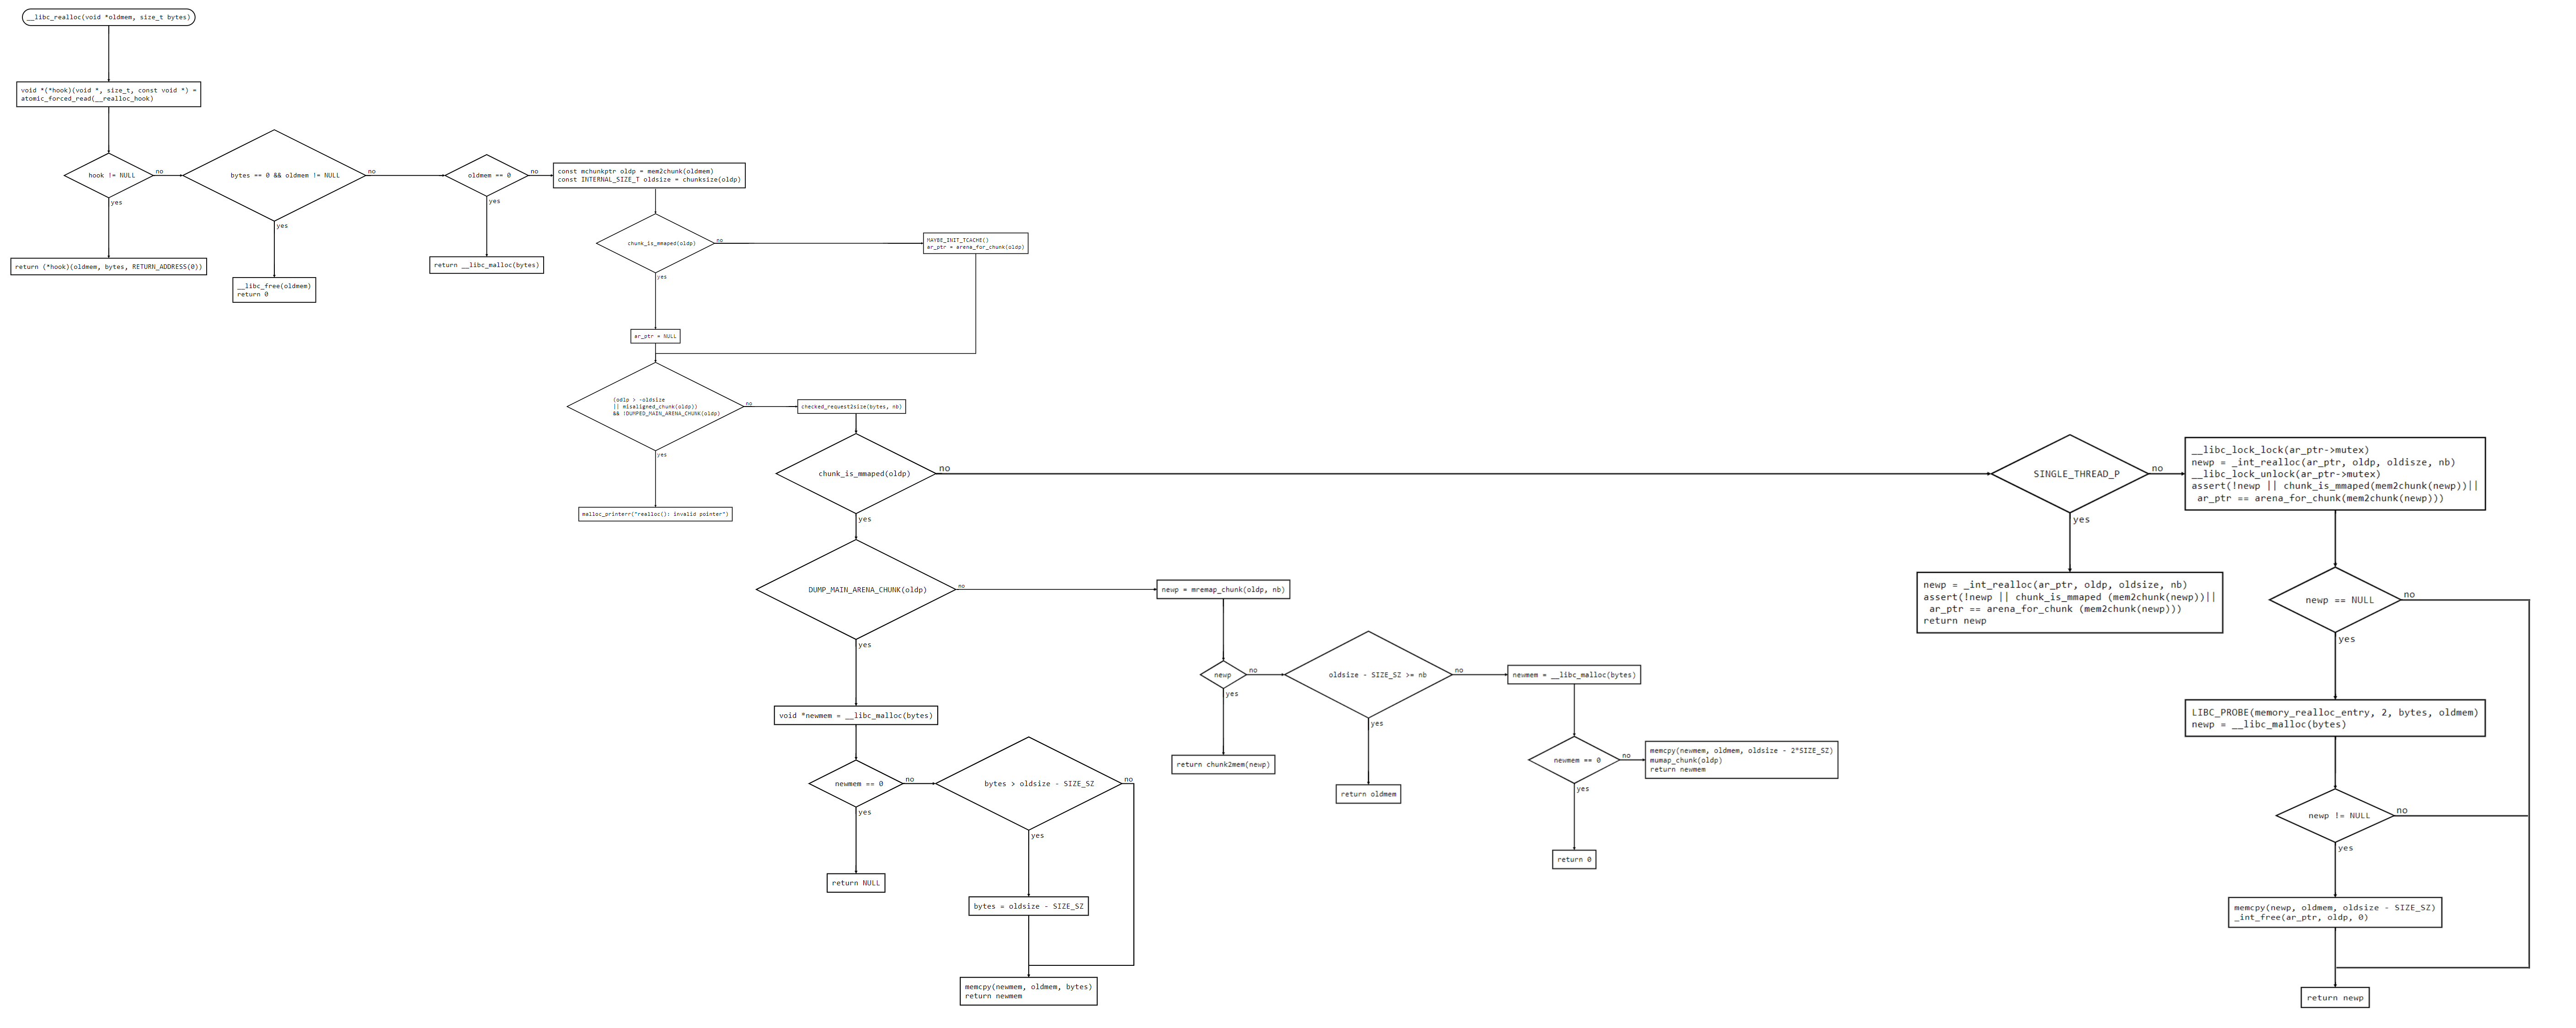 __libc_realloc(void *oldmem, size_t bytes)
void *(*hook)(void *, size_t, const void *) =
atomic_forced_read(__realloc_hook)
hook != NULL
no
yes
return (*hook)(oldmem, bytes, RETURN_ADDRESS(0))
bytes == 0 && oldmem != NULL
no
yes
__libc_free(oldmem)
return 0
oldmem == 0
no
yes
return __libc_malloc(bytes)
const mchunkptr oldp = mem2chunk(oldmem)
const INTERNAL_SIZE_T oldsize = chunksize(oldp)
chunk_is_mmaped(oldp)
no
yes
MAYBE_INIT_TCACHE()
ar_ptr = arena_for_chunk(oldp)
ar_ptr = NULL
(odlp > -oldsize
|| misaligned_chunk(oldp))
&& !DUMPED_MAIN_ARENA_CHUNK(oldp)
no
yes
malloc_printerr("realloc(): invalid pointer")
checked_request2size(bytes, nb)
chunk_is_mmaped(oldp)
no
yes
DUMP_MAIN_ARENA_CHUNK(oldp)
no
yes
void *newmem = __libc_malloc(bytes)
newmem == 0
no
yes
return NULL
bytes > oldsize - SIZE_SZ
no
yes
bytes = oldsize - SIZE_SZ
memcpy(newmem, oldmem, bytes)
return newmem
newp = mremap_chunk(oldp, nb)
newp
no
yes
return chunk2mem(newp)
oldsize - SIZE_SZ >= nb
no
yes
return oldmem
newmem = __libc_malloc(bytes)
newmem == 0
no
yes
return 0
memcpy(newmem, oldmem, oldsize - 2*SIZE_SZ)
mumap_chunk(oldp)
return newmem
SINGLE_THREAD_P
no
yes
newp = _int_realloc(ar_ptr, oldp, oldsize, nb)
assert(!newp || chunk_is_mmaped (mem2chunk(newp))||
ar_ptr == arena_for_chunk (mem2chunk(newp)))
return newp
__libc_lock_lock(ar_ptr->mutex)
newp = _int_realloc(ar_ptr, oldp, oldisze, nb)
__libc_lock_unlock(ar_ptr->mutex)
assert(!newp || chunk_is_mmaped(mem2chunk(newp))||
ar_ptr == arena_for_chunk(mem2chunk(newp)))
newp == NULL
no
yes
LIBC_PROBE(memory_realloc_entry, 2, bytes, oldmem)
newp = __libc_malloc(bytes)
newp != NULL
no
yes
memcpy(newp, oldmem, oldsize - SIZE_SZ)
_int_free(ar_ptr, oldp, 0)
return newp